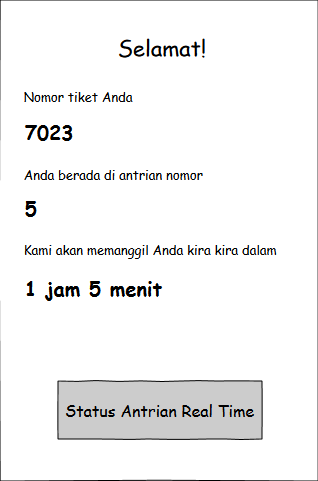 Selamat!
Nomor tiket Anda
7023
Anda berada di antrian nomor
5
Kami akan memanggil Anda kira kira dalam
1 jam 5 menit
Status Antrian Real Time